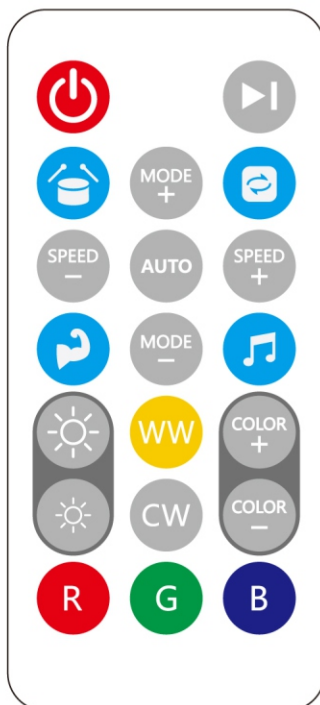 MODE
+
SPEED
−
AUTO
SPEED
+
MODE
−
WW
COLOR
+
CW
COLOR
−
R G B